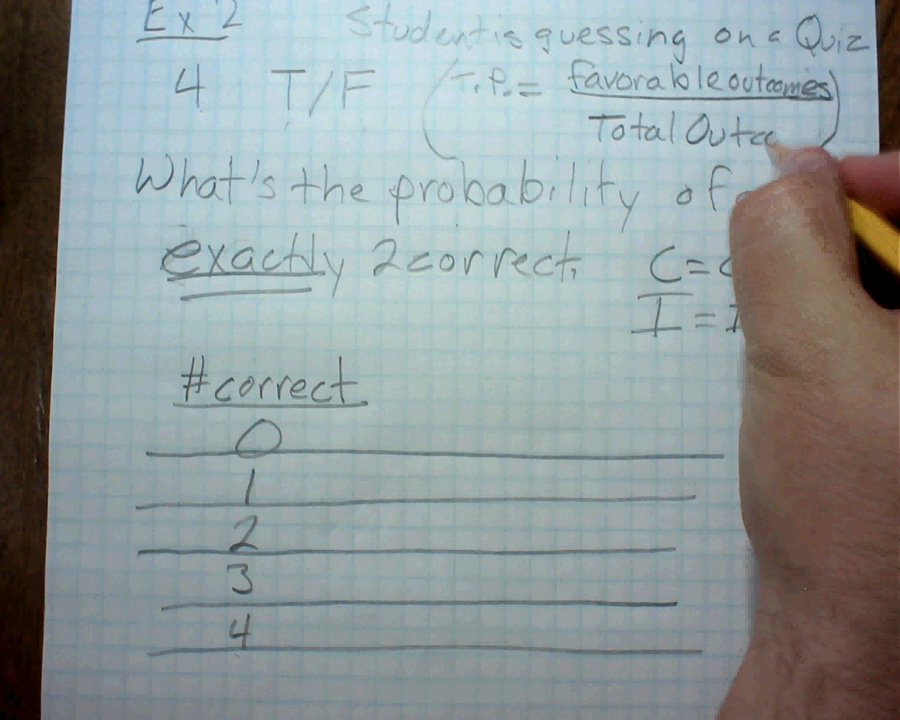 Ex 2 Student is guessing on a Quiz
4 T/F (T.P. = favorable outcomes)
Total Outco
What's the probability of
exactly 2 correct. C =
I =
#correct
0
1
2
3
4